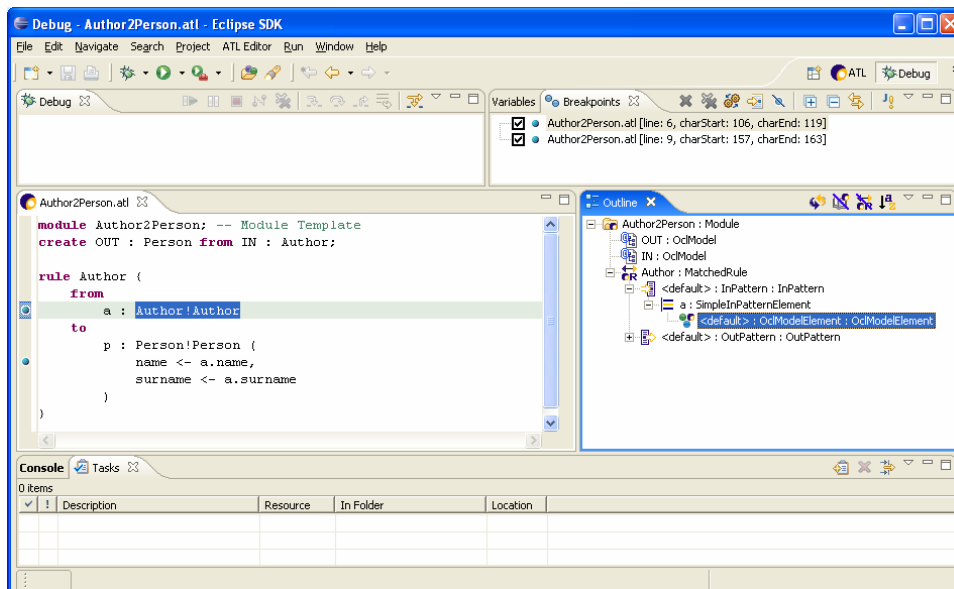 Debug - Author2Person.atl - Eclipse SDK
File Edit Navigate Search Project ATL Editor Run Window Help
ATL Debug
Debug
Variables Breakpoints
Author2Person.atl [line: 6, charStart: 106, charEnd: 119]
Author2Person.atl [line: 9, charStart: 157, charEnd: 163]
Author2Person.atl
module Author2Person; -- Module Template
create OUT : Person from IN : Author;
rule Author {
from
a : Author!Author
to
p : Person!Person (
name <- a.name,
surname <- a.surname
)
}
Outline
Author2Person : Module
OUT : OclModel
IN : OclModel
Author : MatchedRule
<default> : InPattern : InPattern
a : SimpleInPatternElement
<default> : OclModelElement : OclModelElement
<default> : OutPattern : OutPattern
Console Tasks
0 items
! Description Resource In Folder Location